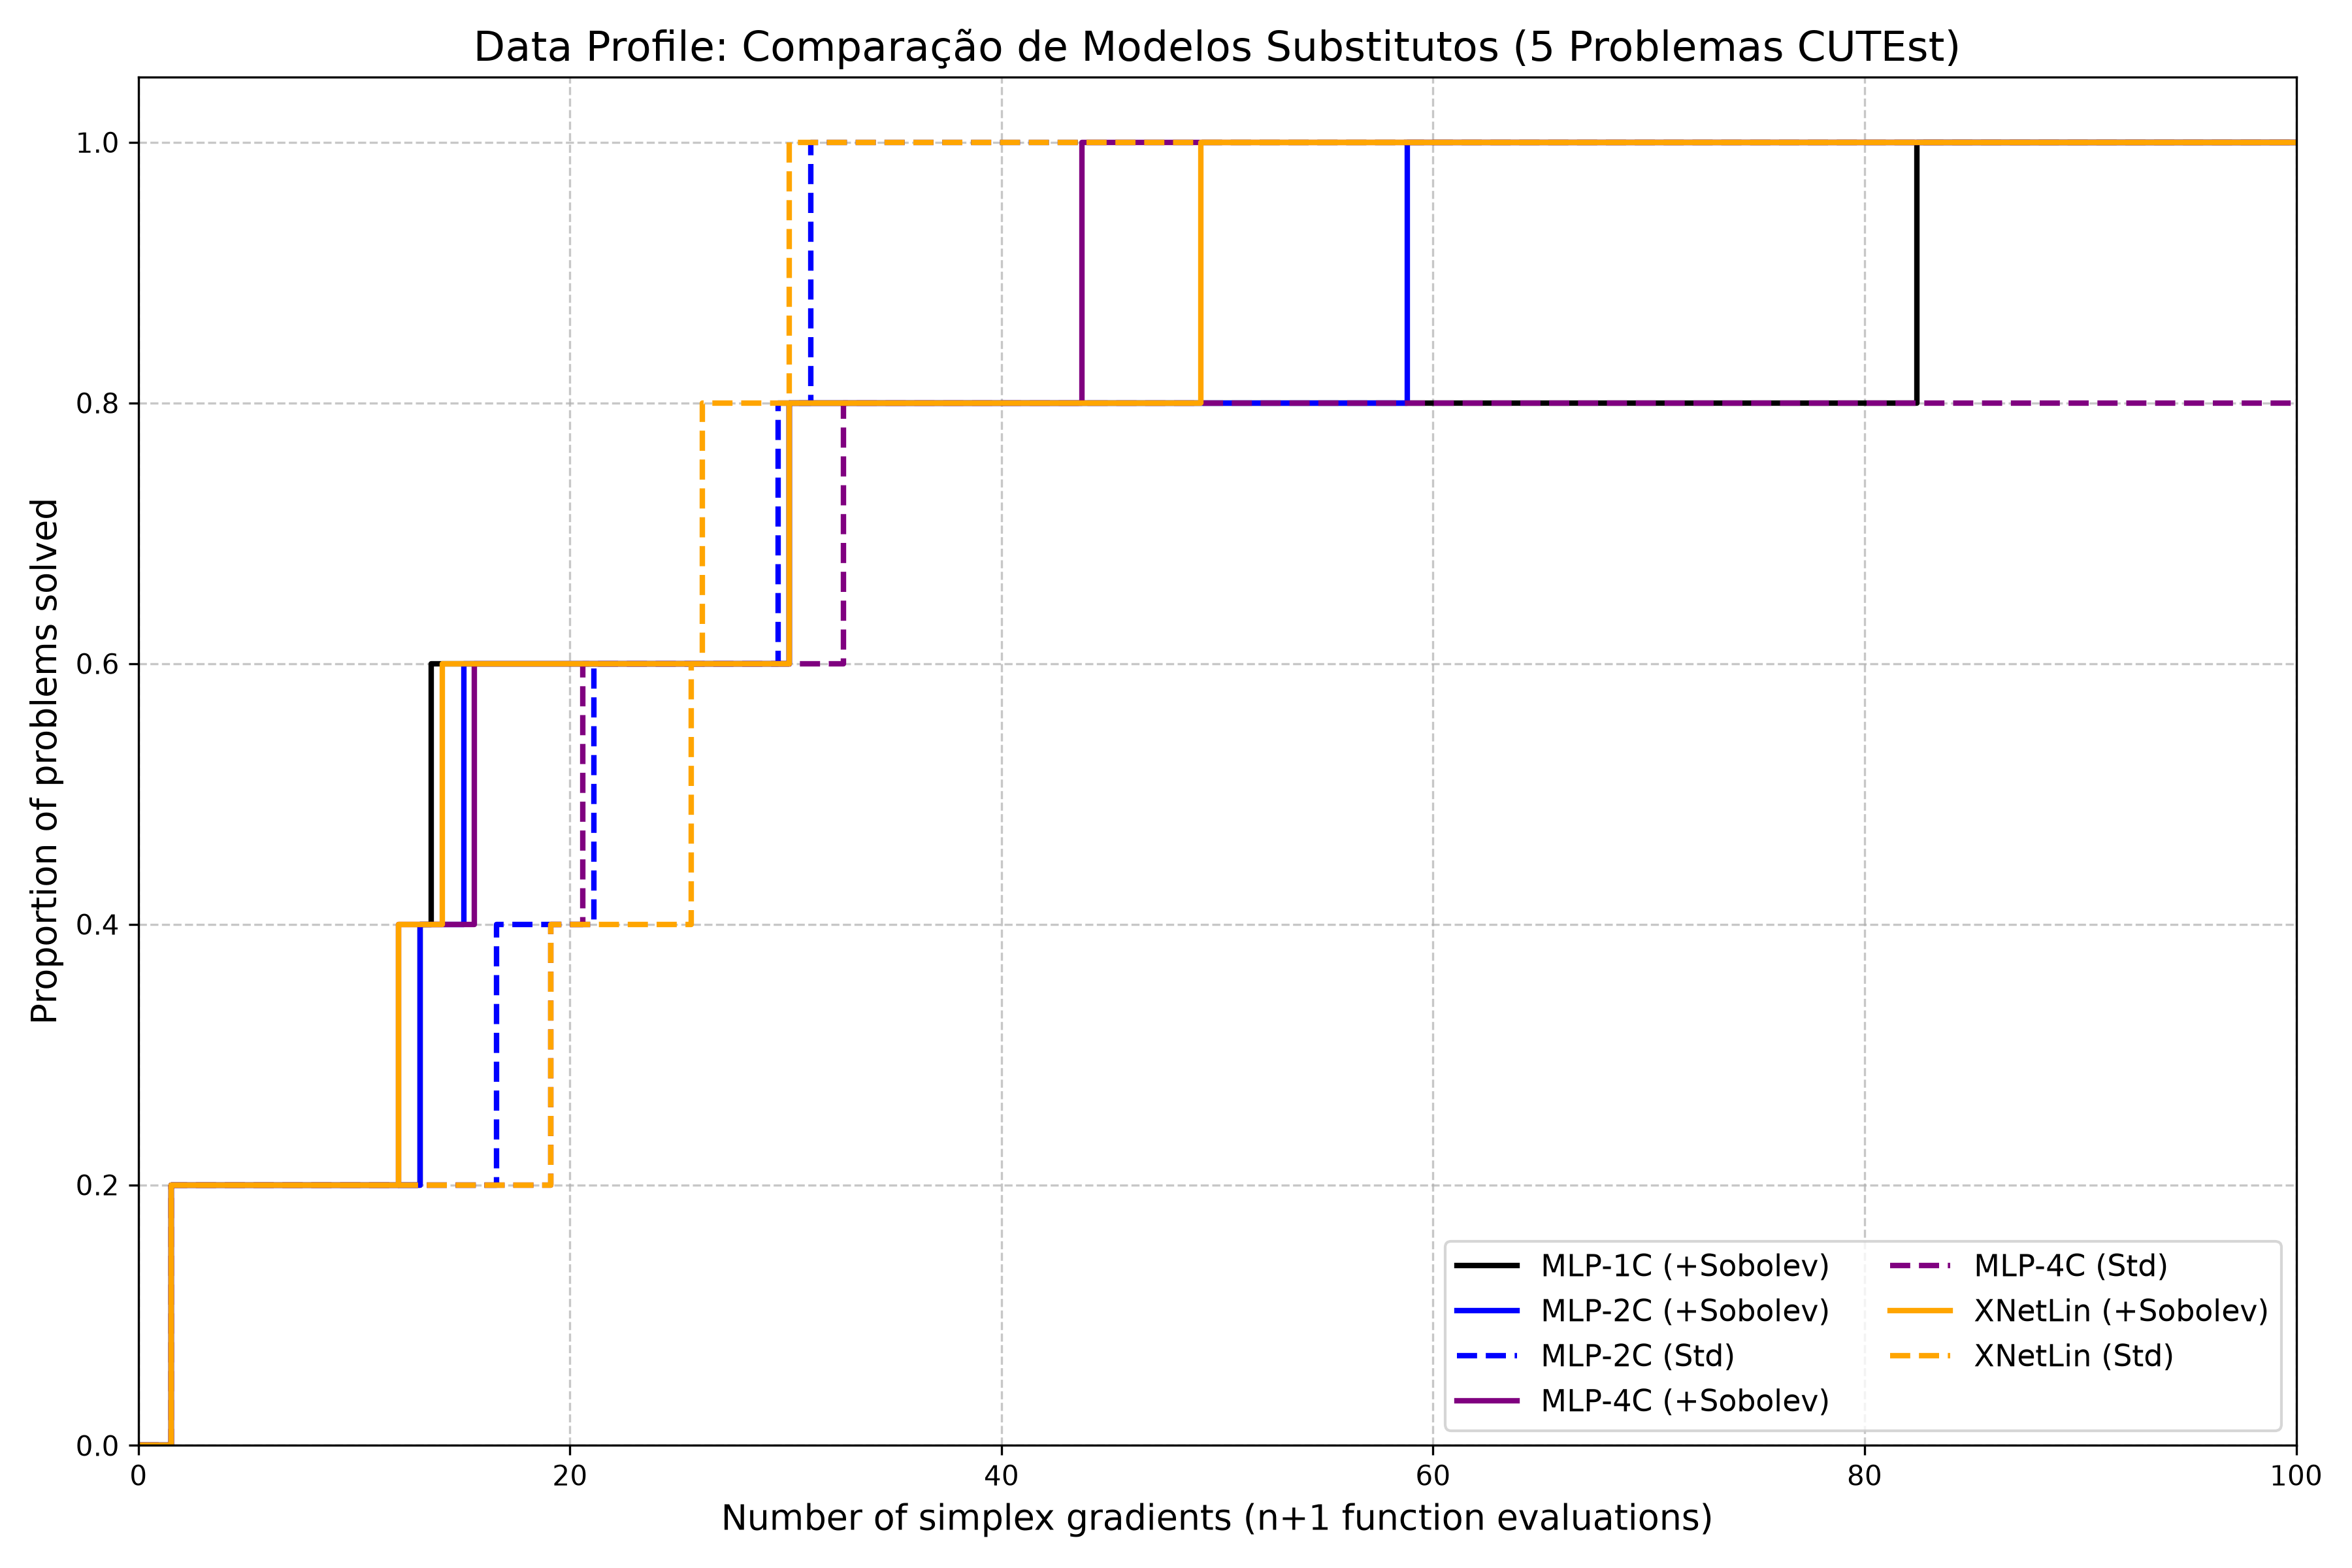 Data Profile: Comparação de Modelos Substitutos (5 Problemas CUTEst)
Proportion of problems solved
1.0
0.8
0.6
0.4
0.2
0.0
0 20 40 60 80 100
Number of simplex gradients (n+1 function evaluations)
MLP-1C (+Sobolev)
MLP-2C (+Sobolev)
MLP-2C (Std)
MLP-4C (+Sobolev)
MLP-4C (Std)
XNetLin (+Sobolev)
XNetLin (Std)